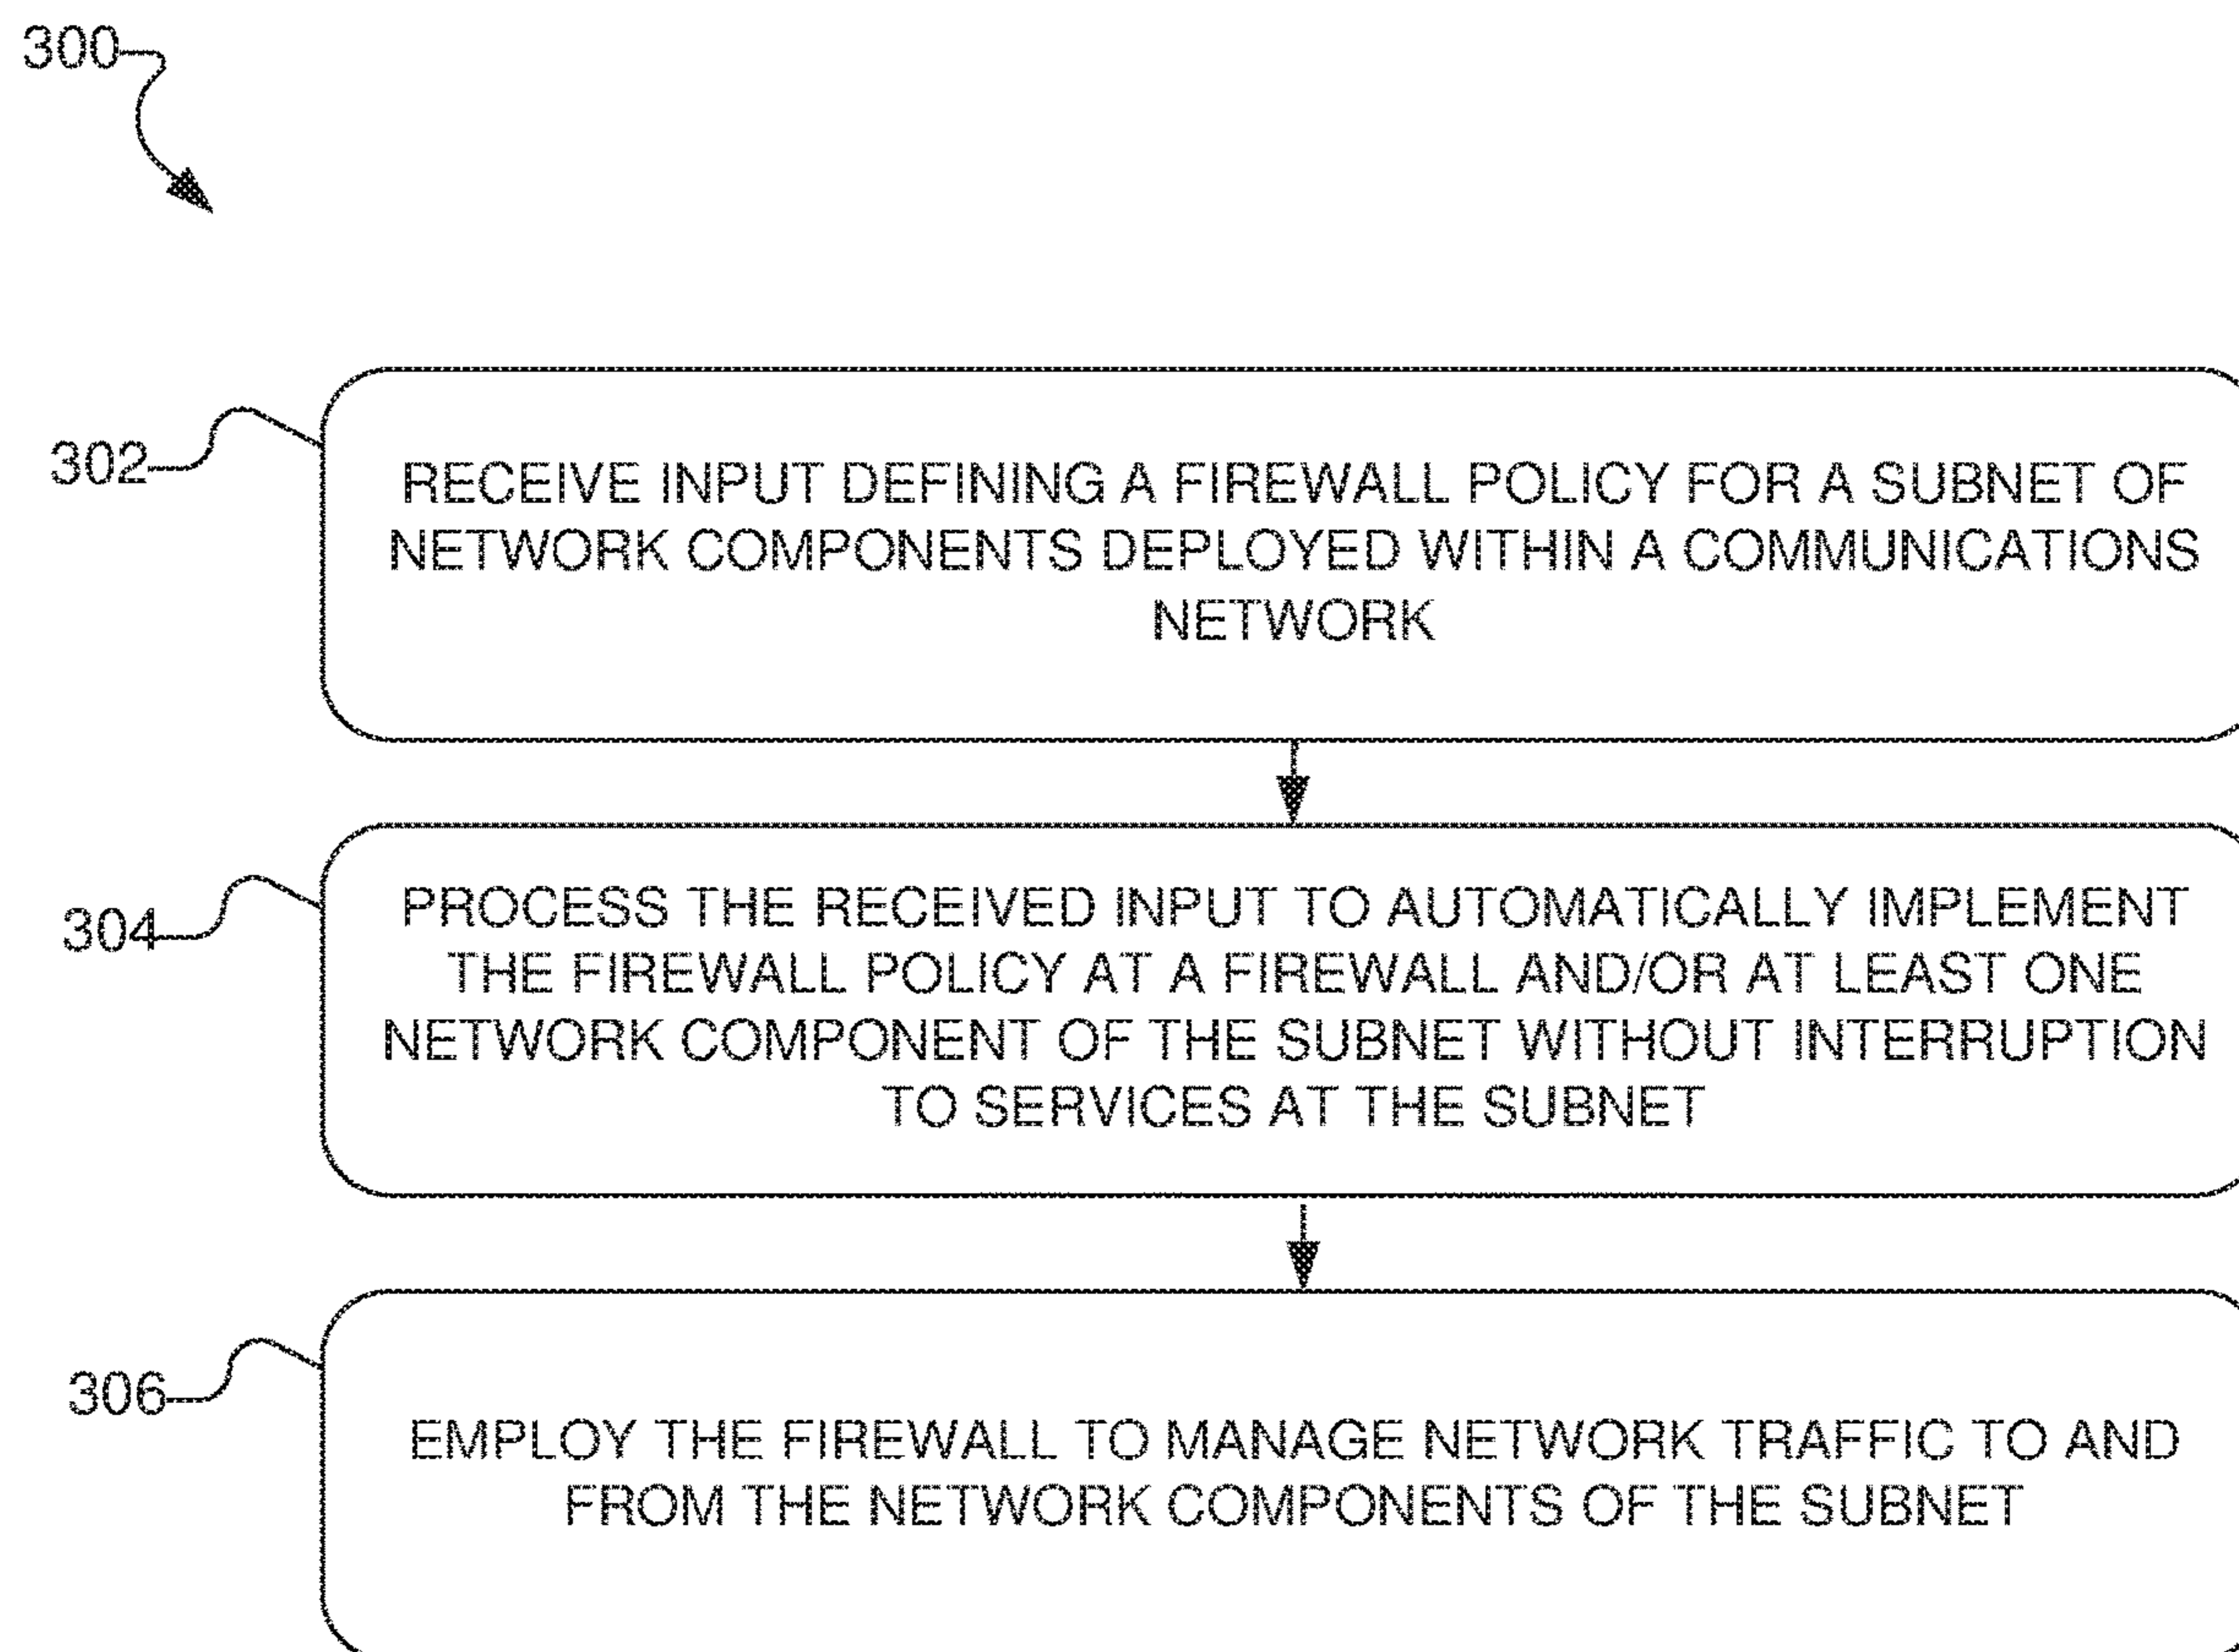 300
302
RECEIVE INPUT DEFINING A FIREWALL POLICY FOR A SUBNET OF
NETWORK COMPONENTS DEPLOYED WITHIN A COMMUNICATIONS
NETWORK
304
PROCESS THE RECEIVED INPUT TO AUTOMATICALLY IMPLEMENT
THE FIREWALL POLICY AT A FIREWALL AND/OR AT LEAST ONE
NETWORK COMPONENT OF THE SUBNET WITHOUT INTERRUPTION
TO SERVICES AT THE SUBNET
306
EMPLOY THE FIREWALL TO MANAGE NETWORK TRAFFIC TO AND
FROM THE NETWORK COMPONENTS OF THE SUBNET